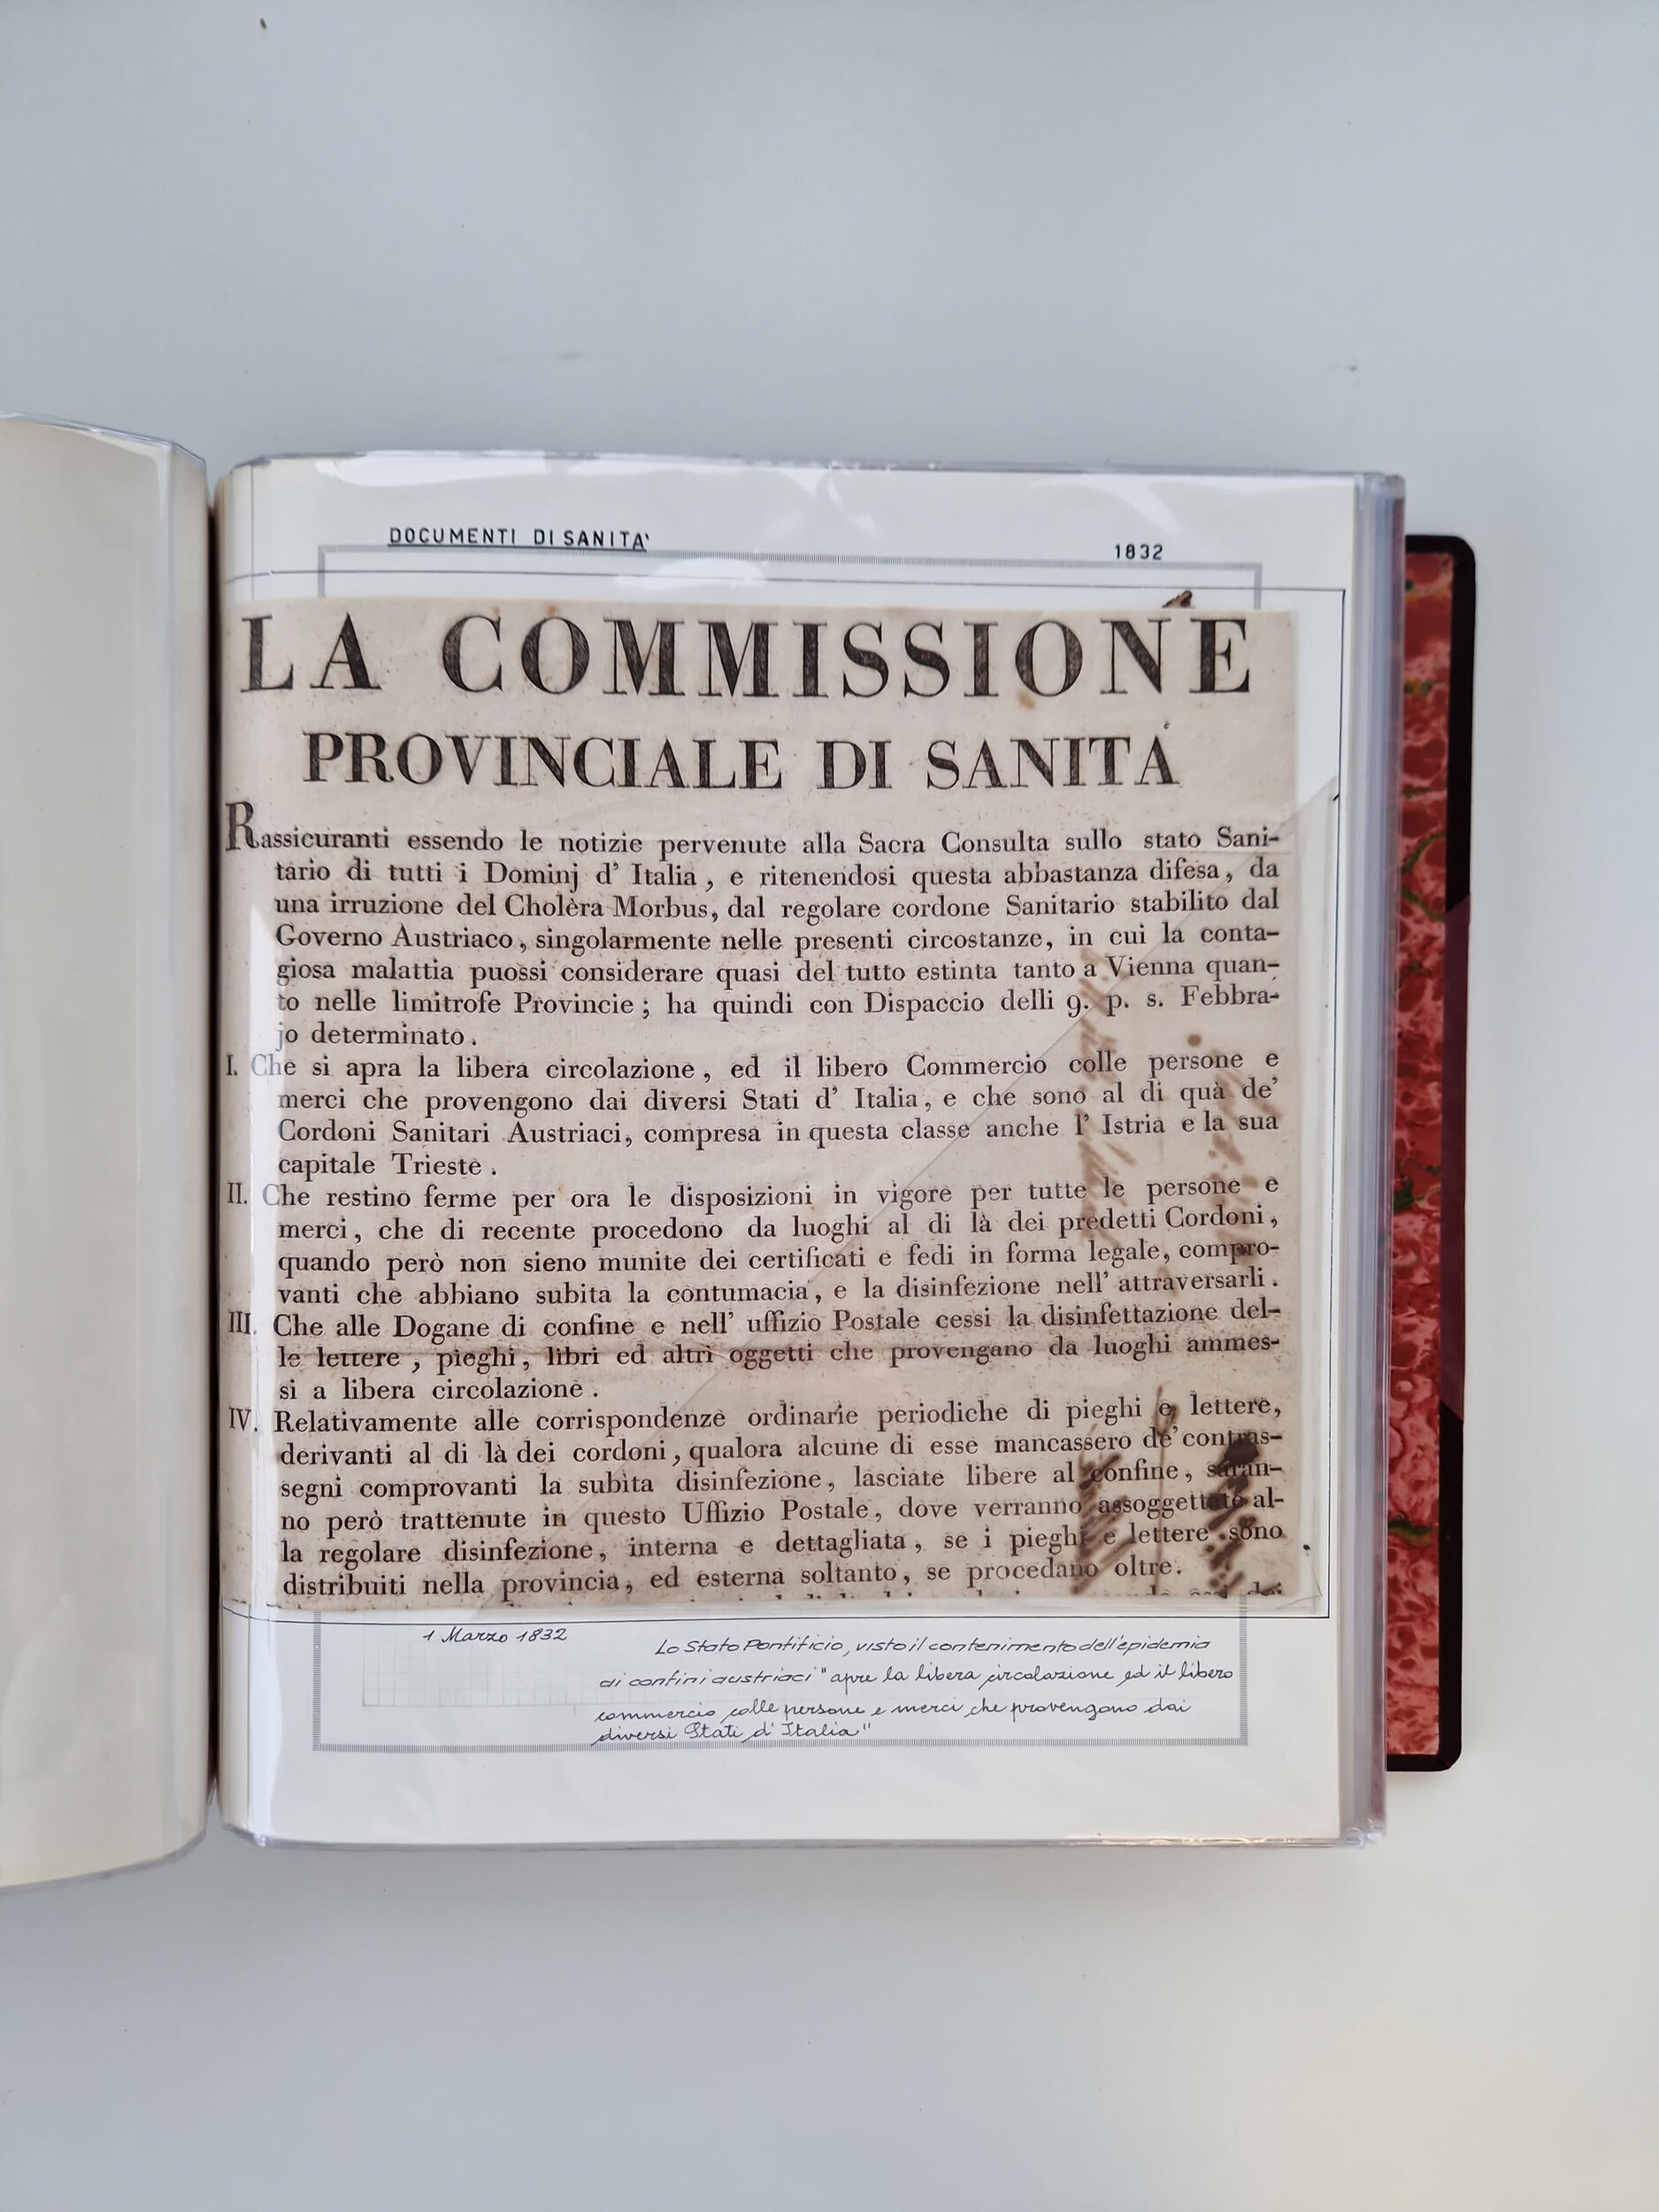 DOCUMENTI DI SANITA'
1832
LA COMMISSIONE
PROVINCIALE DI SANITÀ
Rassicuranti essendo le notizie pervenute alla Sacra Consulta sullo stato Sani-
tario di tutti i Dominj d' Italia, e ritenendosi questa abbastanza difesa, da
una irruzione del Cholèra Morbus, dal regolare cordone Sanitario stabilito dal
Governo Austriaco, singolarmente nelle presenti circostanze, in cui la conta-
giosa malattia puossi considerare quasi del tutto estinta tanto a Vienna quan-
to nelle limitrofe Provincie; ha quindi con Dispaccio delli 9. p. s. Febbra-
jo determinato.
I. Che si apra la libera circolazione, ed il libero Commercio colle persone e
merci che provengono dai diversi Stati d' Italia, e che sono al di quà de'
Cordoni Sanitari Austriaci, compresa in questa classe anche l' Istria e la sua
capitale Trieste.
II. Che restino ferme per ora le disposizioni in vigore per tutte le persone e
merci, che di recente procedono da luoghi al di là dei predetti Cordoni,
quando però non sieno munite dei certificati e fedi in forma legale, compro-
vanti che abbiano subita la contumacia, e la disinfezione nell' attraversarli.
III. Che alle Dogane di confine e nell' uffizio Postale cessi la disinfettazione del-
le lettere, pieghi, libri ed altri oggetti che provengano da luoghi ammes-
si a libera circolazione.
IV. Relativamente alle corrispondenze ordinarie periodiche di pieghi e lettere,
derivanti al di là dei cordoni, qualora alcune di esse mancassero de' contras-
segni comprovanti la subita disinfezione, lasciate libere al confine, saran-
no però trattenute in questo Uffizio Postale, dove verranno assoggettate al-
la regolare disinfezione, interna e dettagliata, se i pieghi e lettere sono
distribuiti nella provincia, ed esterna soltanto, se procedano oltre.
1 Marzo 1832
Lo Stato Pontificio, visto il contenimento dell'epidemia
ai confini austriaci "apre la libera circolazione ed il libero
commercio colle persone e merci che provengono dai
diversi Stati d'Italia"